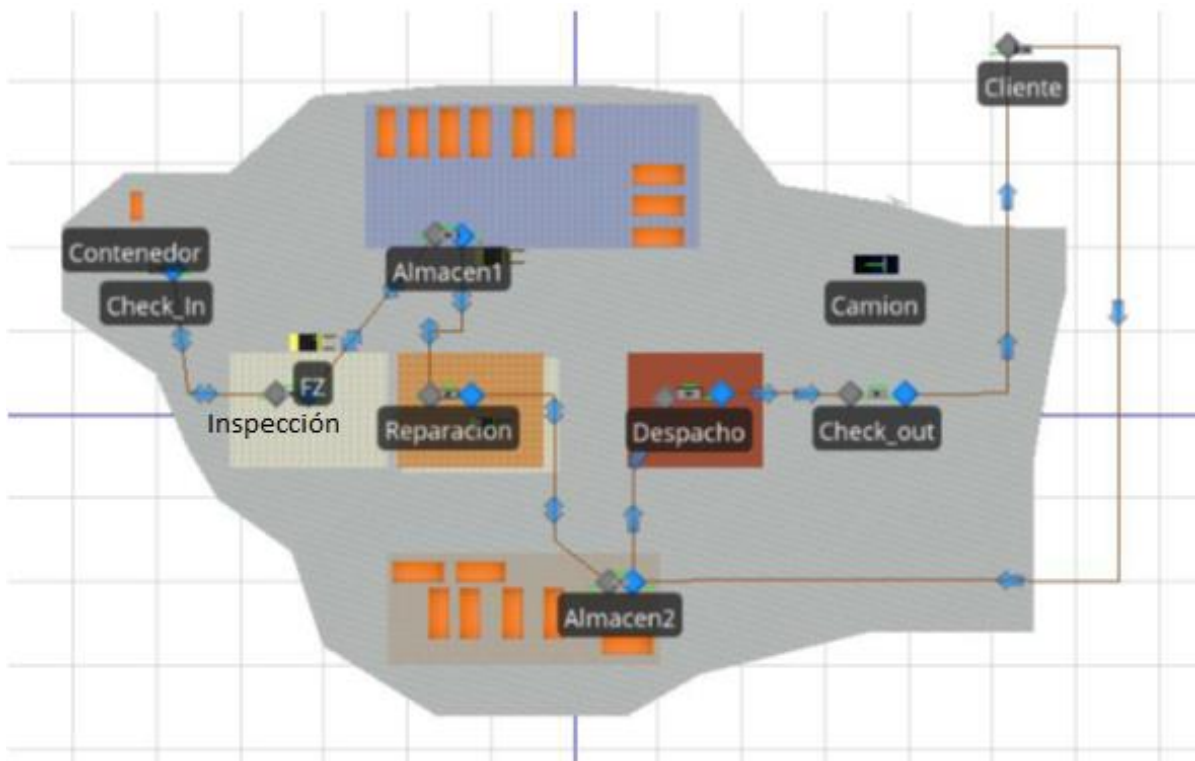 Cliente
Contenedor
Almacen1
Check_In
Camion
FZ
Inspección
Reparacion
Despacho
Check_out
Almacen2